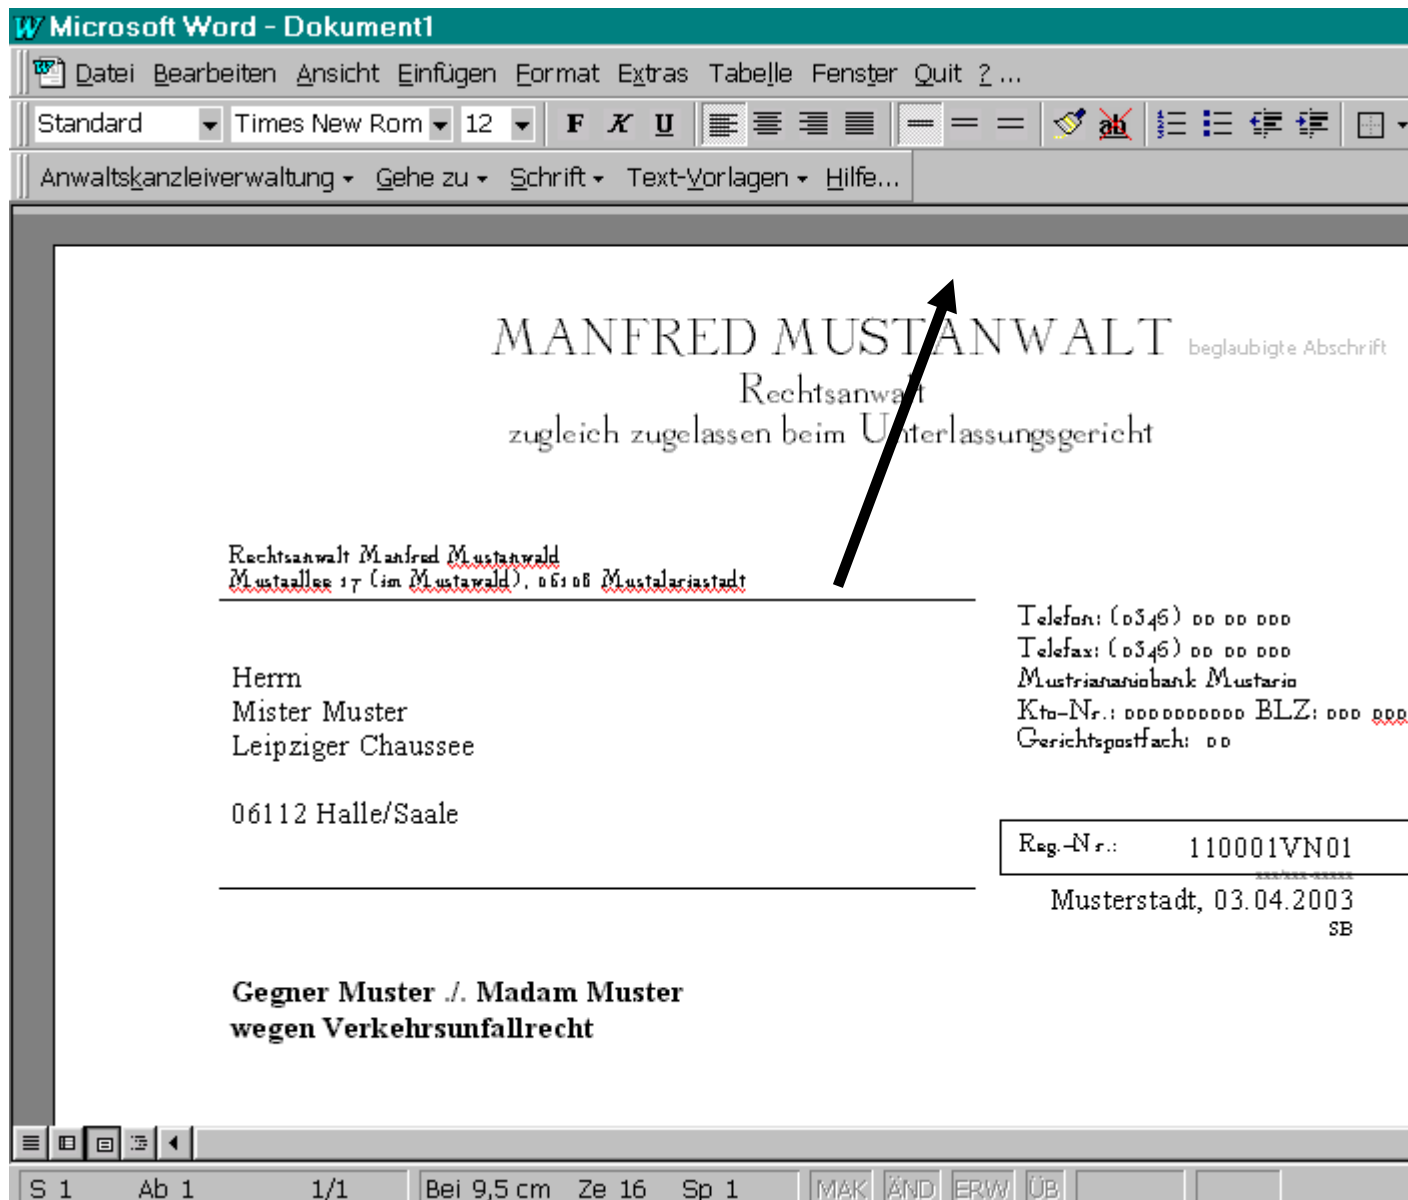 Microsoft Word - Dokument1
Datei Bearbeiten Ansicht Einfügen Format Extras Tabelle Fenster Quit ? ...
Standard Times New Rom 12 F K U ab
Anwaltskanzleiverwaltung Gehe zu Schrift Text-Vorlagen Hilfe...
MANFRED MUSTANWALT beglaubigte Abschrift
Rechtsanwalt
zugleich zugelassen beim Unterlassungsgericht
Rechtsanwalt Manfred Mustanwald
Mustaallee 17 (im Mustawald), 06108 Mustalariastadt
Telefon: (0346) 00 00 000
Telefax: (0346) 00 00 000
Mustriananiobank Mustario
Kto-Nr.: 0000000000 BLZ: 000 000
Gerichtspostfach: 00
Herrn
Mister Muster
Leipziger Chaussee
06112 Halle/Saale
Reg.-Nr.: 110001VN01
Musterstadt, 03.04.2003
SB
Gegner Muster ./. Madam Muster
wegen Verkehrsunfallrecht
S 1 Ab 1 1/1 Bei 9,5 cm Ze 16 Sp 1 MAK ÄND ERW ÜB